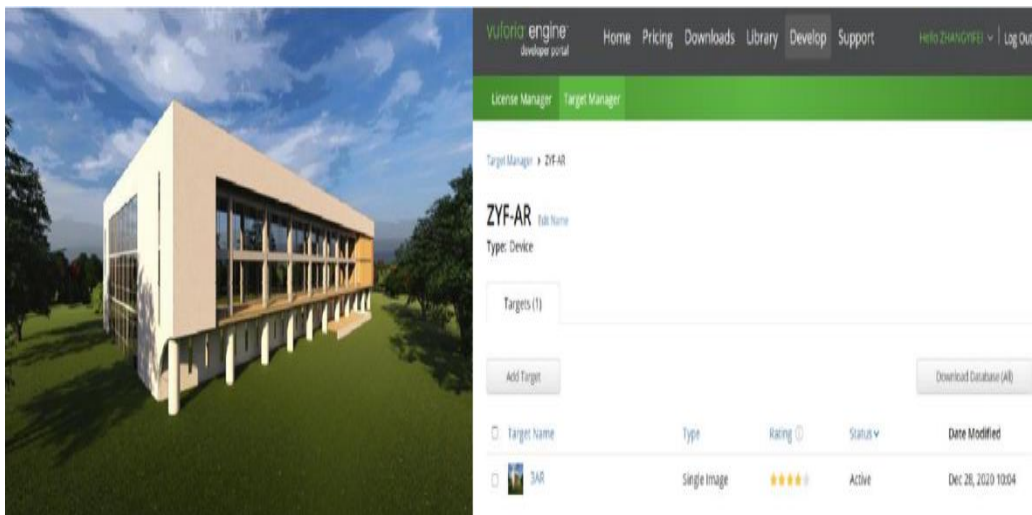 vuforia engine
developer portal
Home Pricing Downloads Library Develop Support Hello ZHANGYIFEI Log Out
License Manager Target Manager
Target Manager > ZYF-AR
ZYF-AR Edit Name
Type: Device
Targets (1)
Add Target Download Database (All)
Target Name Type Rating Status Date Modified
3AR Single Image Active Dec 28, 2020 10:04